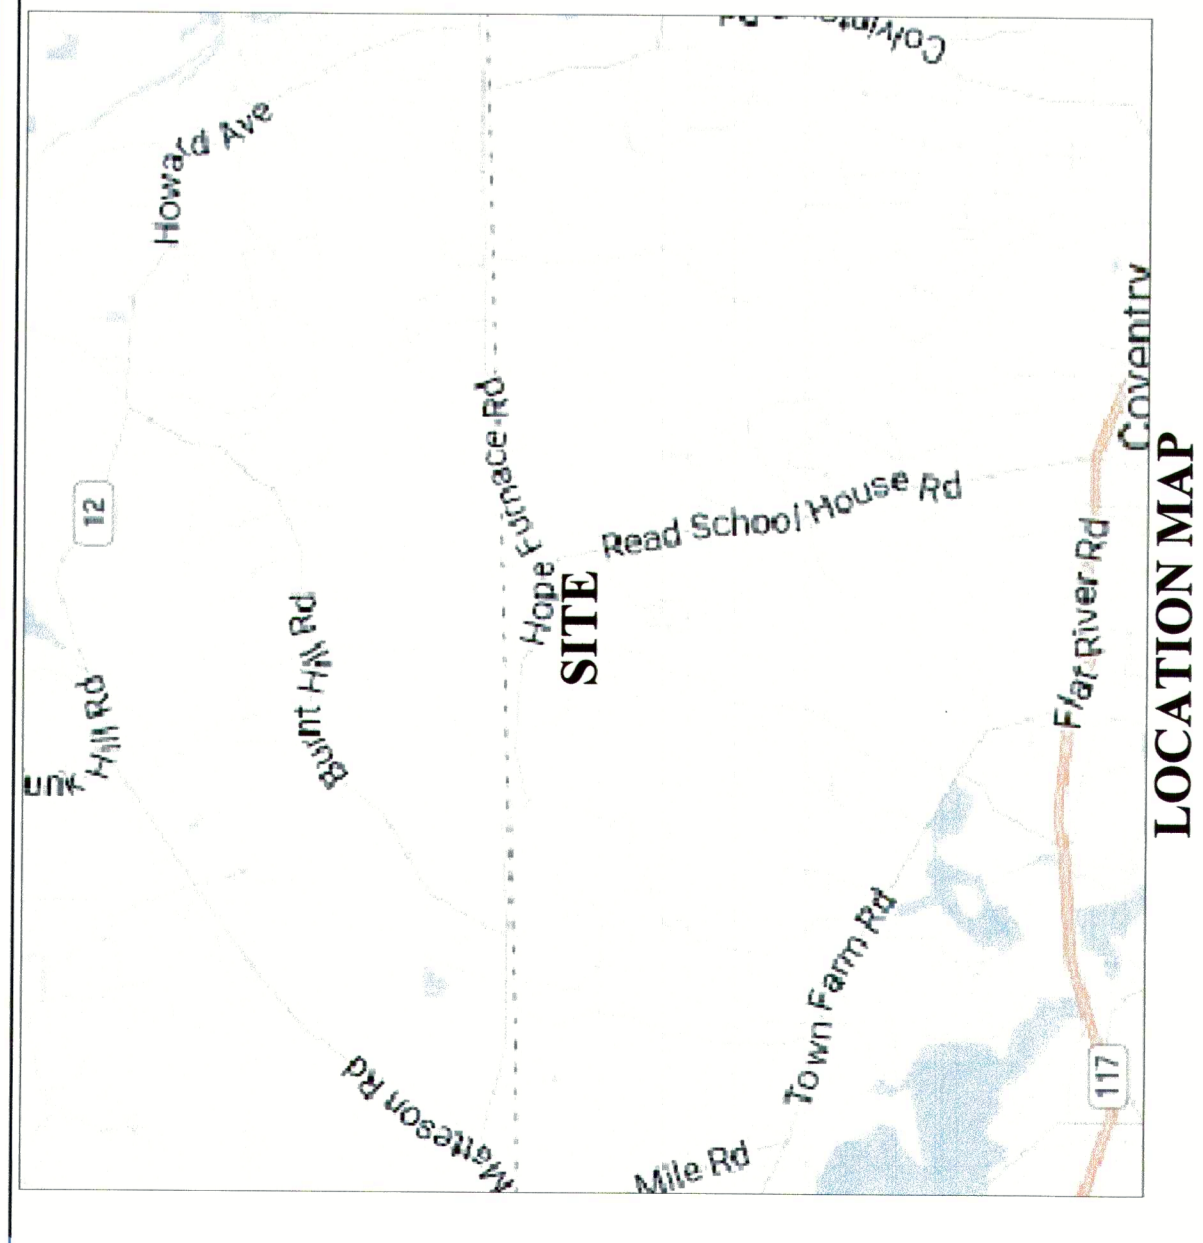 unk Hill Rd
12
Howard Ave
Burnt Hill Rd
Matteson Rd
Hope Furnace Rd
SITE
Read School House Rd
Mile Rd
Town Farm Rd
Rd
Flat River Rd
117
Coventry
LOCATION MAP